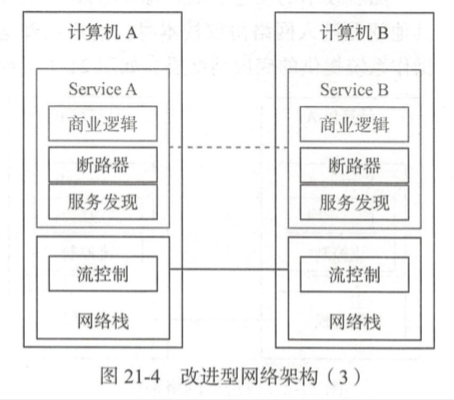 计算机 A
Service A
商业逻辑
断路器
服务发现
流控制
网络栈
计算机 B
Service B
商业逻辑
断路器
服务发现
流控制
网络栈
图 21-4 改进型网络架构（3）